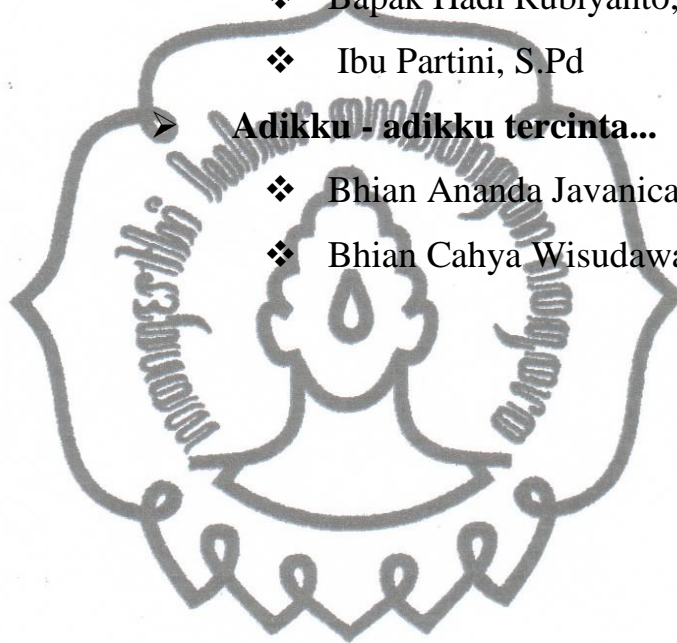 ❖ Bapak Hadi Rubiyanto,
❖ Ibu Partini, S.Pd
➢ Adikku - adikku tercinta...
❖ Bhian Ananda Javanica
❖ Bhian Cahya Wisudawa